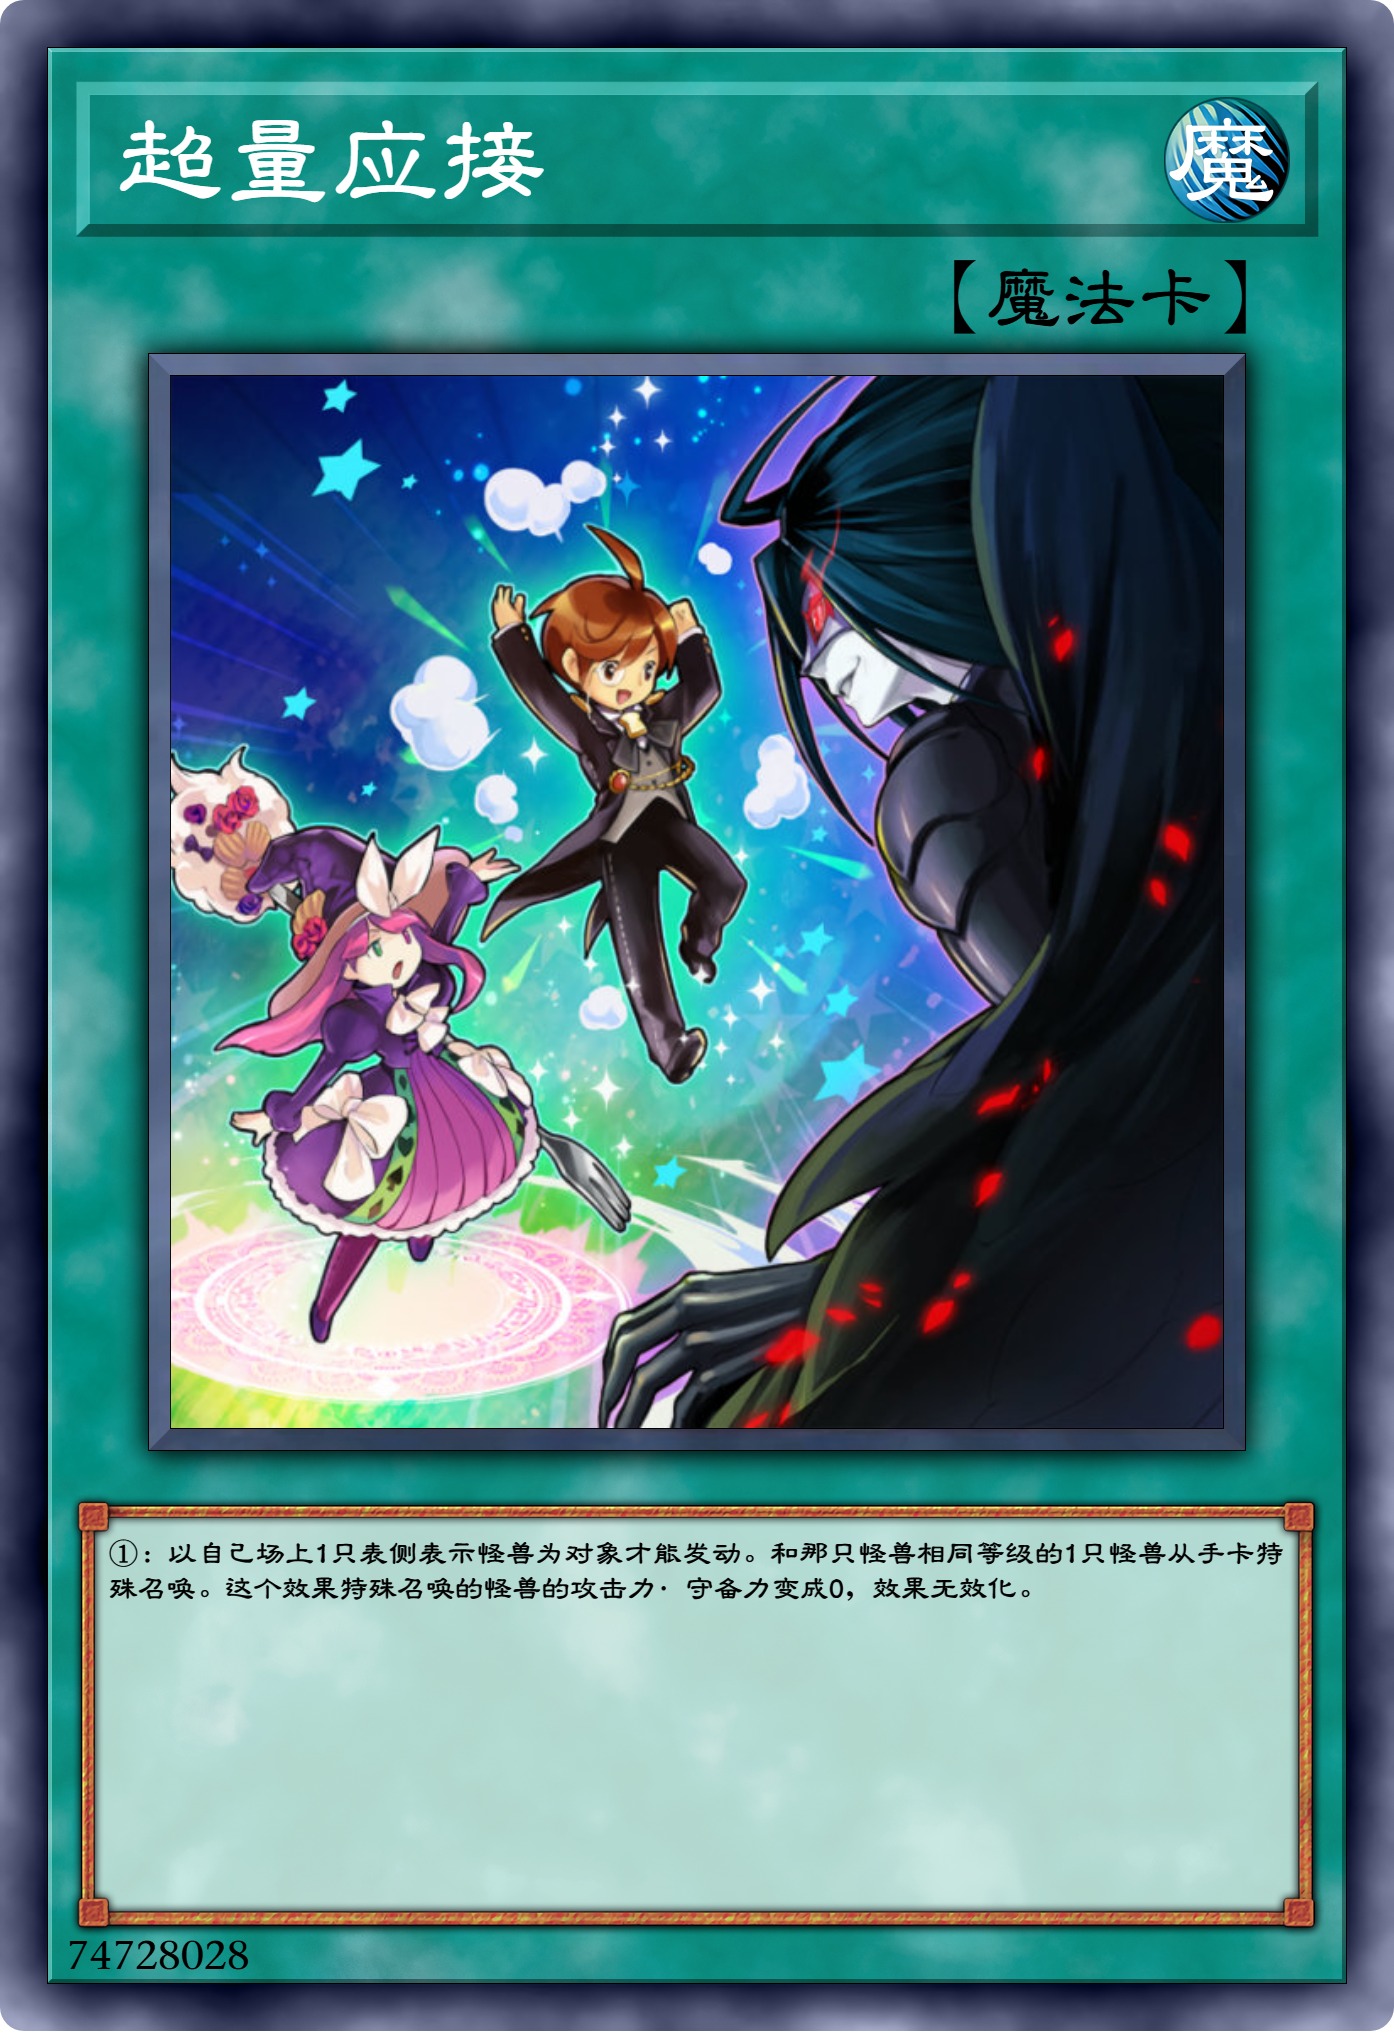 超量应接
魔
【魔法卡】
①：以自己场上1只表侧表示怪兽为对象才能发动。和那只怪兽相同等级的1只怪兽从手卡特
殊召唤。这个效果特殊召唤的怪兽的攻击力·守备力变成0，效果无效化。
74728028